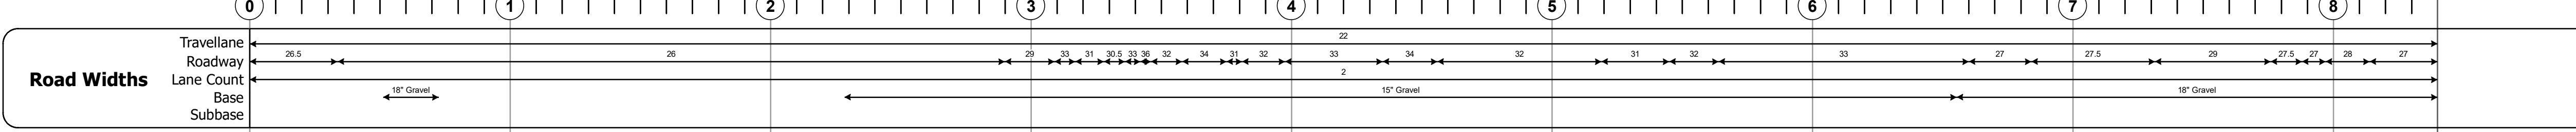 0 1 2 3 4 5 6 7 8
Road Widths
Travellane 22
Roadway 26.5 26 29 33 31 30.5 33 36 32 34 31 32 33 34 32 31 32 33 27 27.5 29 27.5 27 28 27
Lane Count 2
Base 18" Gravel 15" Gravel 18" Gravel
Subbase